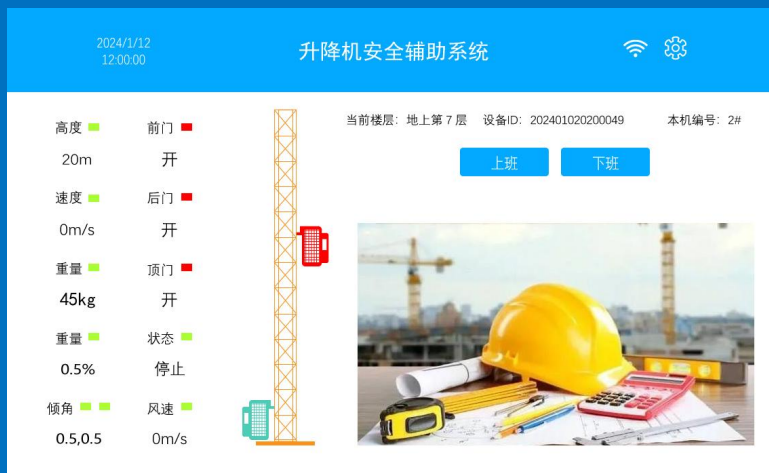 2024/1/12
12:00:00
升降机安全辅助系统
当前楼层：地上第 7 层 设备ID：202401020200049 本机编号：2#
上班 下班
高度 前门
20m 开
速度 后门
0m/s 开
重量 顶门
45kg 开
重量 状态
0.5% 停止
倾角 风速
0.5,0.5 0m/s